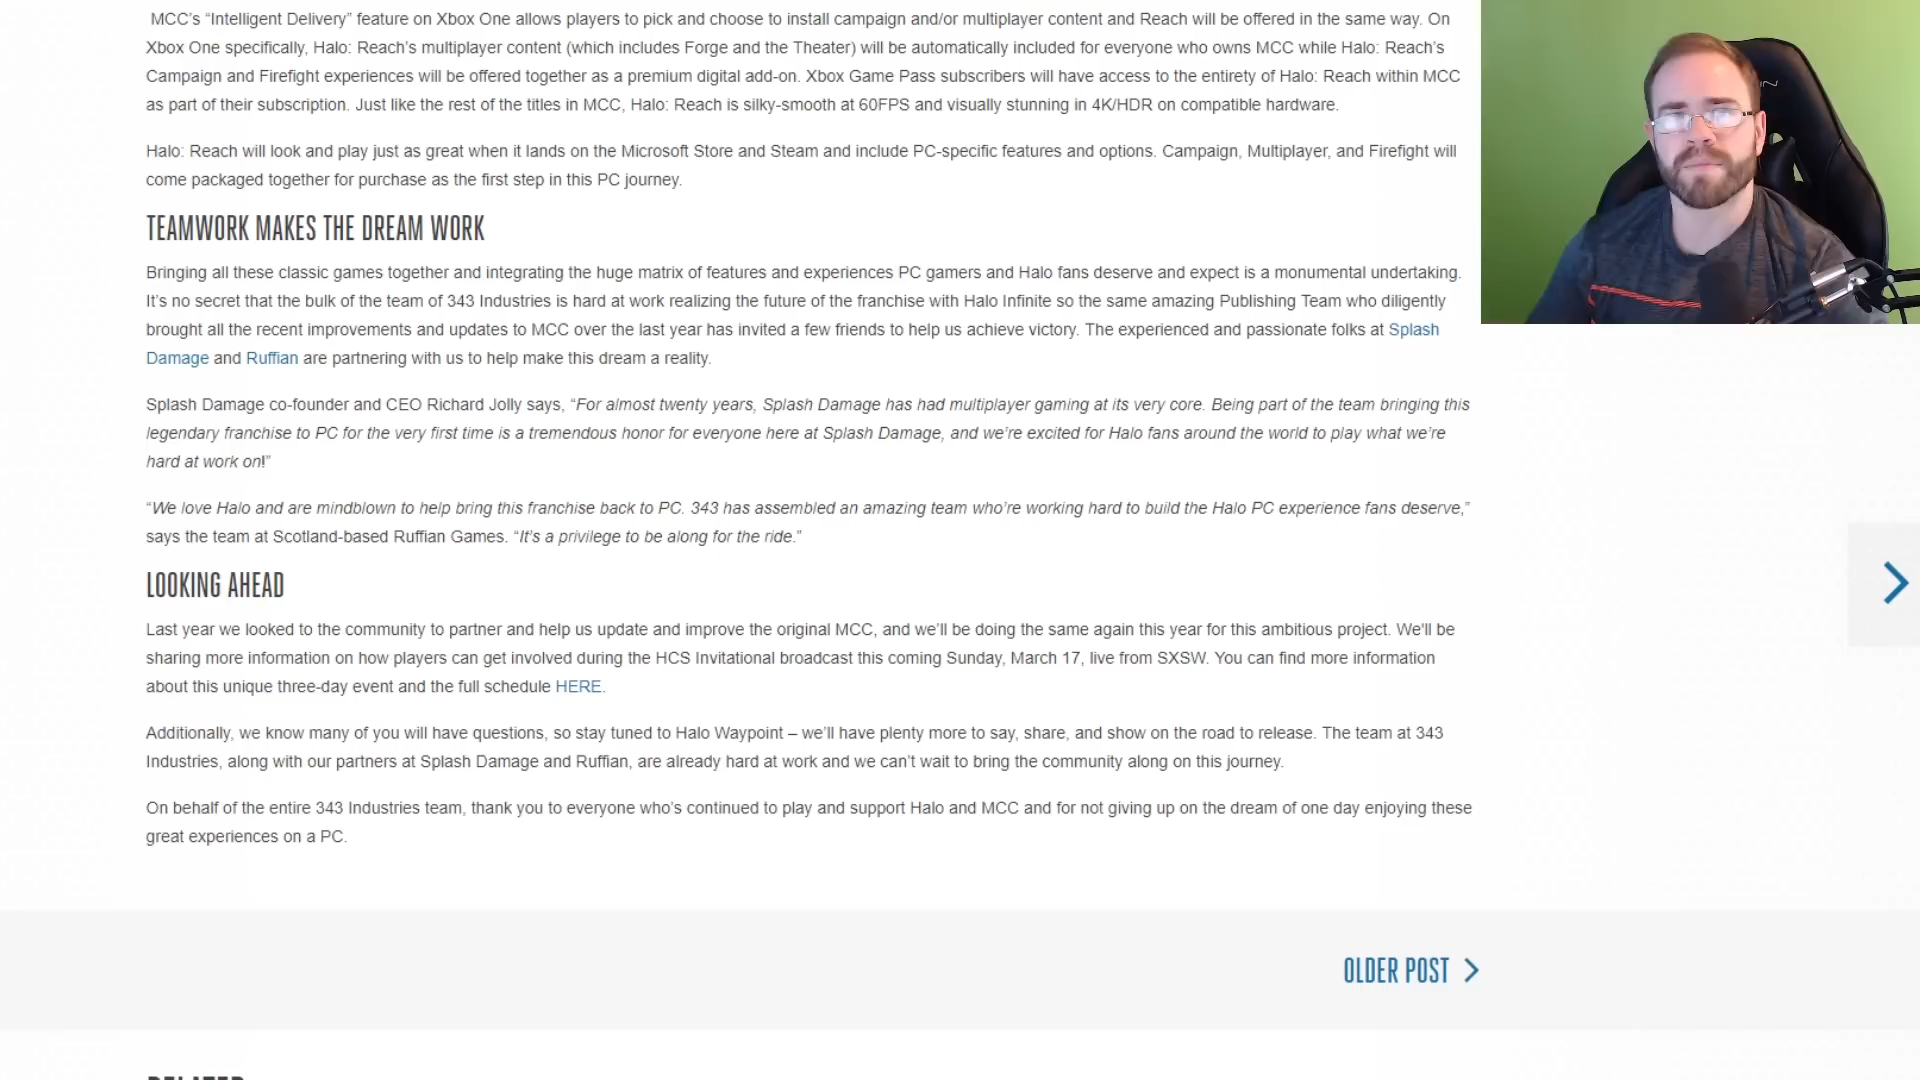 MCC’s “Intelligent Delivery” feature on Xbox One allows players to pick and choose to install campaign and/or multiplayer content and Reach will be offered in the same way. On
Xbox One specifically, Halo: Reach’s multiplayer content (which includes Forge and the Theater) will be automatically included for everyone who owns MCC while Halo: Reach’s
Campaign and Firefight experiences will be offered together as a premium digital add-on. Xbox Game Pass subscribers will have access to the entirety of Halo: Reach within MCC
as part of their subscription. Just like the rest of the titles in MCC, Halo: Reach is silky-smooth at 60FPS and visually stunning in 4K/HDR on compatible hardware.
Halo: Reach will look and play just as great when it lands on the Microsoft Store and Steam and include PC-specific features and options. Campaign, Multiplayer, and Firefight will
come packaged together for purchase as the first step in this PC journey.
TEAMWORK MAKES THE DREAM WORK
Bringing all these classic games together and integrating the huge matrix of features and experiences PC gamers and Halo fans deserve and expect is a monumental undertaking.
It’s no secret that the bulk of the team of 343 Industries is hard at work realizing the future of the franchise with Halo Infinite so the same amazing Publishing Team who diligently
brought all the recent improvements and updates to MCC over the last year has invited a few friends to help us achieve victory. The experienced and passionate folks at Splash
Damage and Ruffian are partnering with us to help make this dream a reality.
Splash Damage co-founder and CEO Richard Jolly says, “For almost twenty years, Splash Damage has had multiplayer gaming at its very core. Being part of the team bringing this
legendary franchise to PC for the very first time is a tremendous honor for everyone here at Splash Damage, and we’re excited for Halo fans around the world to play what we’re
hard at work on!”
“We love Halo and are mindblown to help bring this franchise back to PC. 343 has assembled an amazing team who’re working hard to build the Halo PC experience fans deserve,”
says the team at Scotland-based Ruffian Games. “It’s a privilege to be along for the ride.”
LOOKING AHEAD
Last year we looked to the community to partner and help us update and improve the original MCC, and we’ll be doing the same again this year for this ambitious project. We'll be
sharing more information on how players can get involved during the HCS Invitational broadcast this coming Sunday, March 17, live from SXSW. You can find more information
about this unique three-day event and the full schedule HERE.
Additionally, we know many of you will have questions, so stay tuned to Halo Waypoint – we’ll have plenty more to say, share, and show on the road to release. The team at 343
Industries, along with our partners at Splash Damage and Ruffian, are already hard at work and we can’t wait to bring the community along on this journey.
On behalf of the entire 343 Industries team, thank you to everyone who’s continued to play and support Halo and MCC and for not giving up on the dream of one day enjoying these
great experiences on a PC.
OLDER POST
RELATED